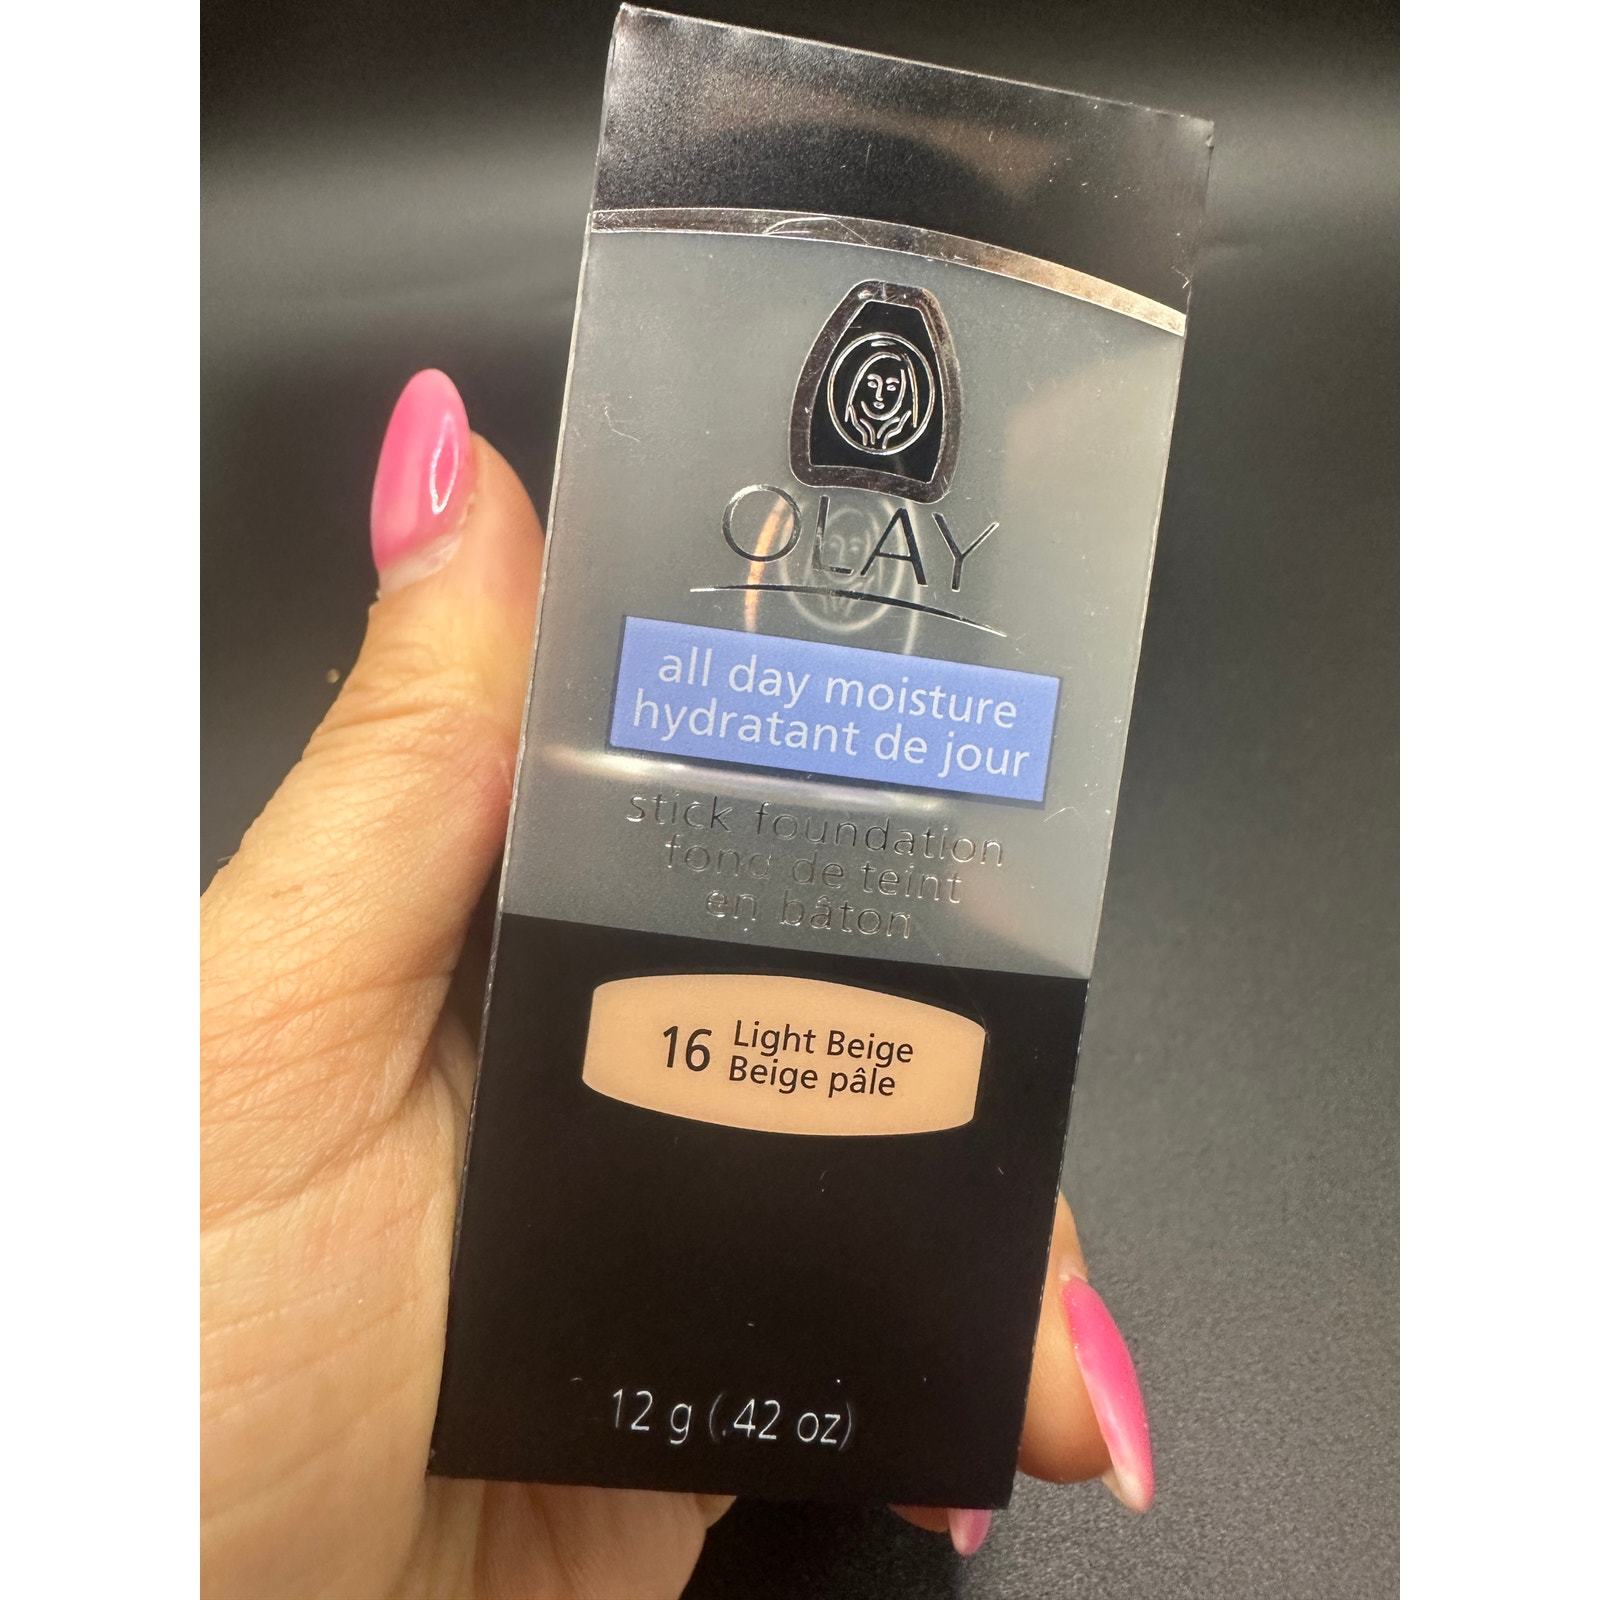 OLAY
all day moisture
hydratant de jour
stick foundation
fond de teint
en bâton
16 Light Beige
Beige pâle
12 g (.42 oz)